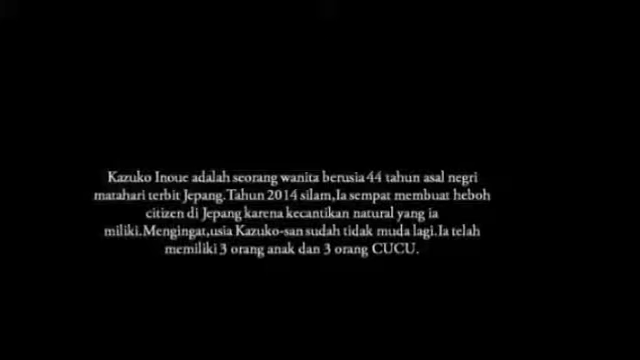 Kazuko Inoue adalah seorang wanita berusia 44 tahun asal negri
matahari terbit Jepang.Tahun 2014 silam,Ia sempat membuat heboh
citizen di Jepang karena kecantikan natural yang ia
miliki.Mengingat,usia Kazuko-san sudah tidak muda lagi.Ia telah
memiliki 3 orang anak dan 3 orang CUCU.